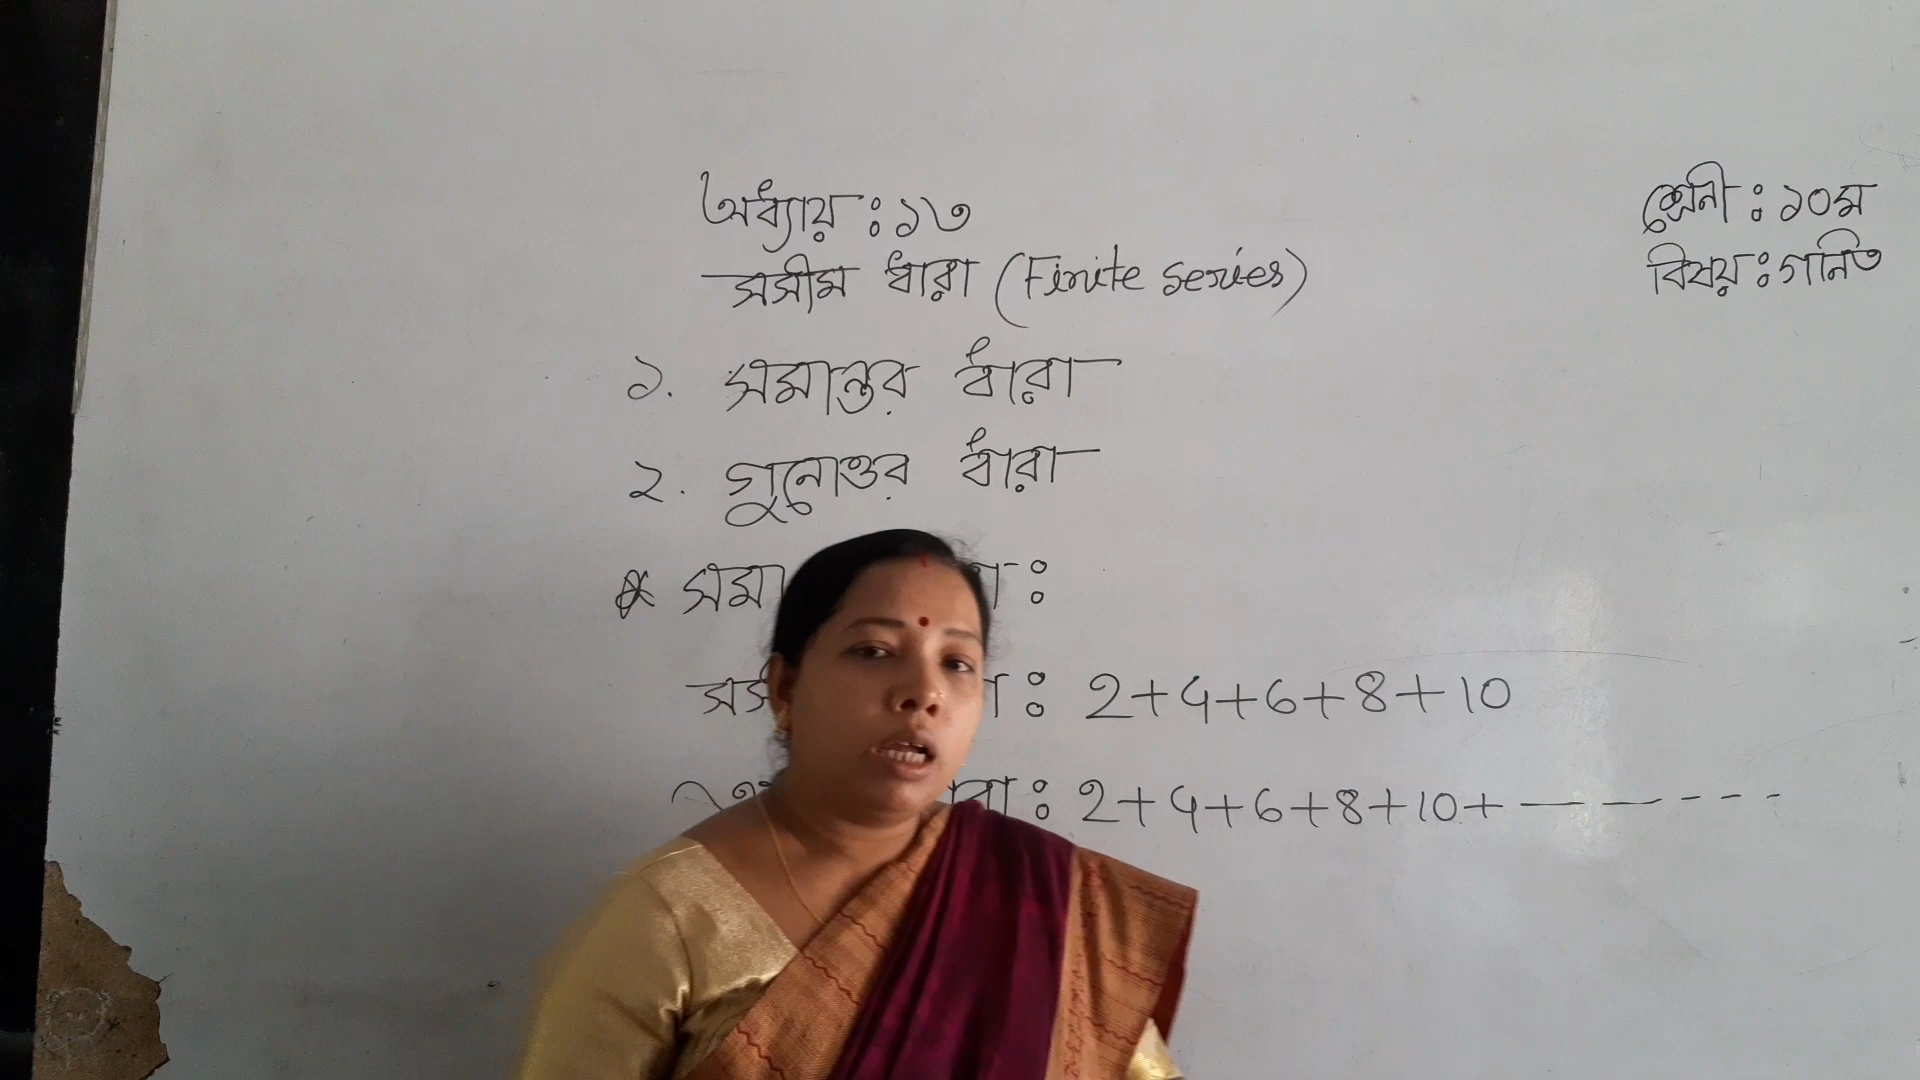 অধ্যায় : ১৩
সসীম ধারা (Finite series)
শ্রেনী : ১০ম
বিষয় : গনিত
১. সমান্তর ধারা
২. গুনোত্তর ধারা
:
: 2+4+6+8+10
: 2+4+6+8+10+ — — - - -